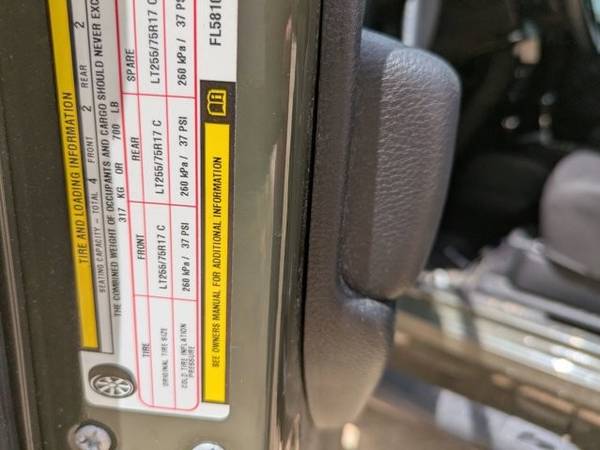 TIRE AND LOADING INFORMATION
SEATING CAPACITY - TOTAL 4 FRONT 2 REAR 2
THE COMBINED WEIGHT OF OCCUPANTS AND CARGO SHOULD NEVER EXC
317 KG OR 700 LB
TIRE FRONT REAR SPARE
ORIGINAL TIRE SIZE LT255/75R17 C LT255/75R17 C LT255/75R17 C
COLD TIRE INFLATION
PRESSURE 260 kPa / 37 PSI 260 kPa / 37 PSI 260 kPa / 37 PSI
SEE OWNERS MANUAL FOR ADDITIONAL INFORMATION
FL5810